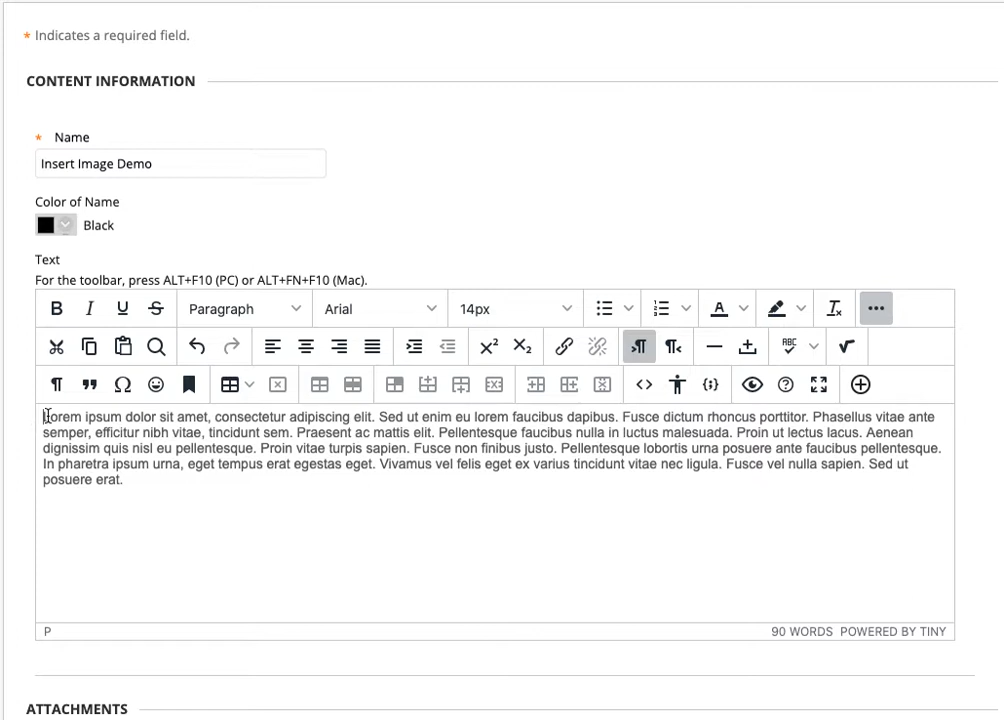 * Indicates a required field.
CONTENT INFORMATION
* Name
Insert Image Demo
Color of Name
Black
Text
For the toolbar, press ALT+F10 (PC) or ALT+FN+F10 (Mac).
B I U S Paragraph Arial 14px A
ABC
Lorem ipsum dolor sit amet, consectetur adipiscing elit. Sed ut enim eu lorem faucibus dapibus. Fusce dictum rhoncus porttitor. Phasellus vitae ante
semper, efficitur nibh vitae, tincidunt sem. Praesent ac mattis elit. Pellentesque faucibus nulla in luctus malesuada. Proin ut lectus lacus. Aenean
dignissim quis nisl eu pellentesque. Proin vitae turpis sapien. Fusce non finibus justo. Pellentesque lobortis urna posuere ante faucibus pellentesque.
In pharetra ipsum urna, eget tempus erat egestas eget. Vivamus vel felis eget ex varius tincidunt vitae nec ligula. Fusce vel nulla sapien. Sed ut
posuere erat.
P 90 WORDS POWERED BY TINY
ATTACHMENTS